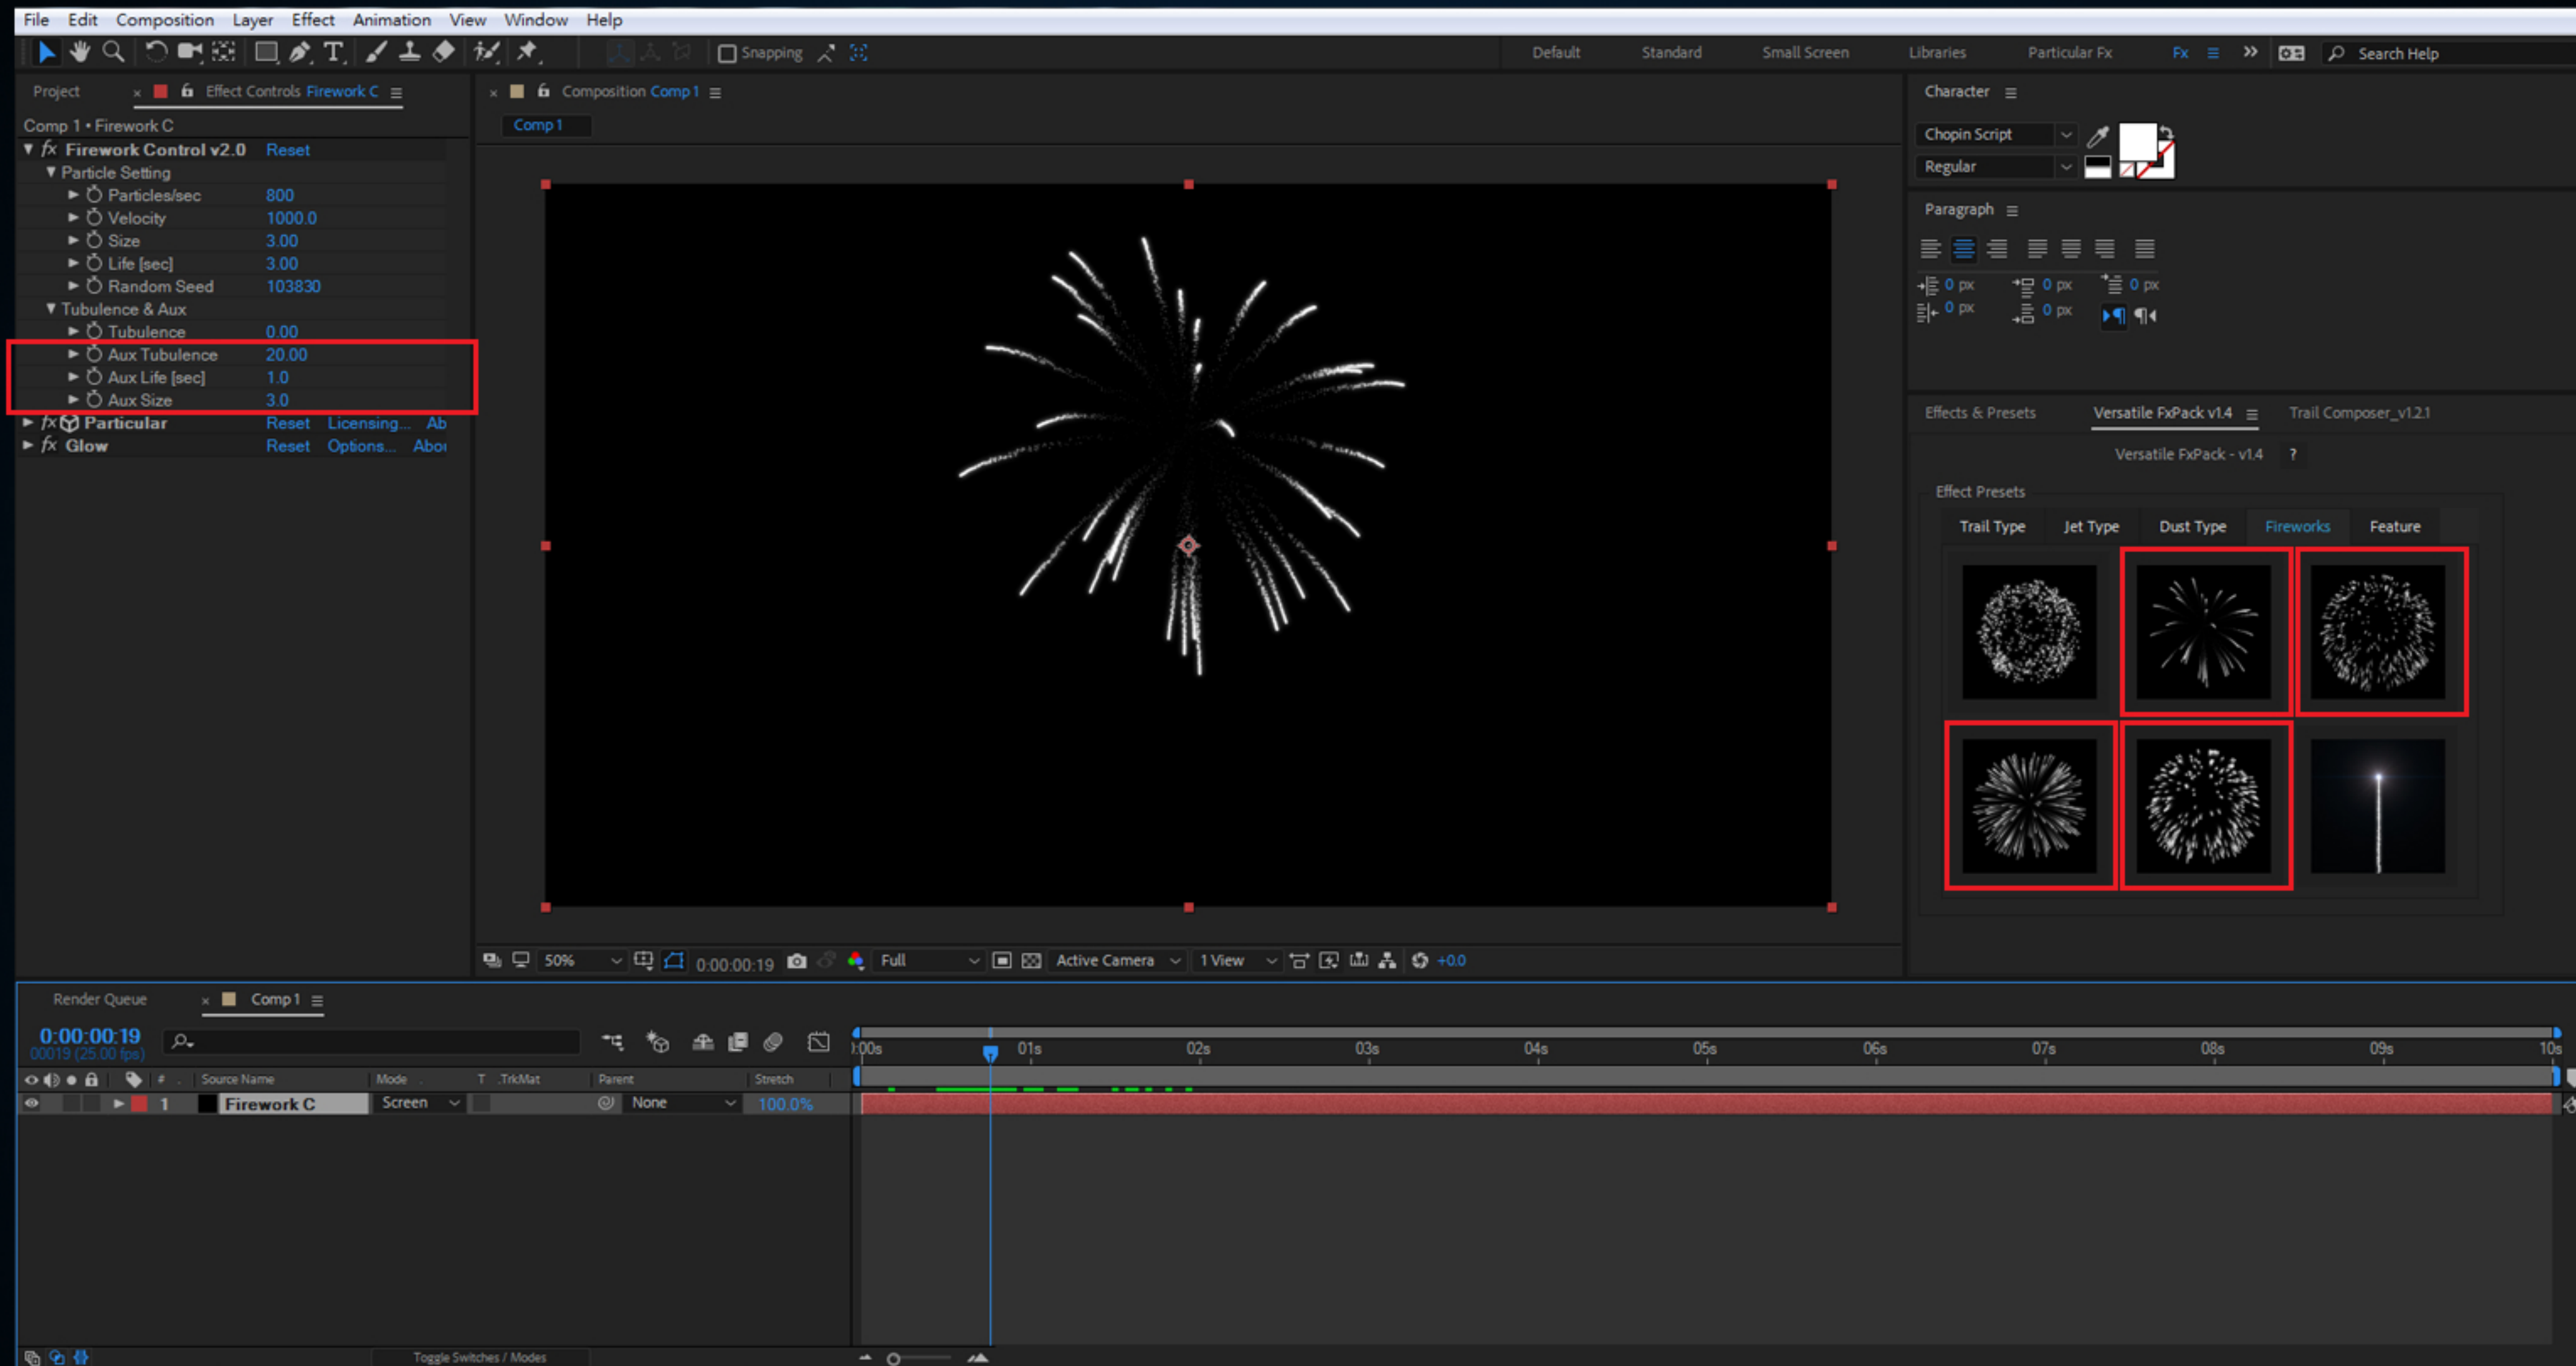 File Edit Composition Layer Effect Animation View Window Help
Snapping Default Standard Small Screen Libraries Particular Fx Fx Search Help
Project Effect Controls Firework C
Comp 1 • Firework C
fx Firework Control v2.0 Reset
Particle Setting
Particles/sec 800
Velocity 1000.0
Size 3.00
Life [sec] 3.00
Random Seed 103830
Tubulence & Aux
Tubulence 0.00
Aux Tubulence 20.00
Aux Life [sec] 1.0
Aux Size 3.0
fx Particular Reset Licensing... Ab
fx Glow Reset Options... Abou
Composition Comp 1
Comp 1
50% 0:00:00:19 Full Active Camera 1 View +0.0
Character
Chopin Script
Regular
Paragraph
0 px 0 px 0 px
0 px 0 px
Effects & Presets Versatile FxPack v1.4 Trail Composer_v1.2.1
Versatile FxPack - v1.4 ?
Effect Presets
Trail Type Jet Type Dust Type Fireworks Feature
Render Queue Comp 1
0:00:00:19
00019 (25.00 fps)
):00s 01s 02s 03s 04s 05s 06s 07s 08s 09s 10s
# . Source Name Mode . T .TrkMat Parent Stretch
1 Firework C Screen None 100.0%
Toggle Switches / Modes